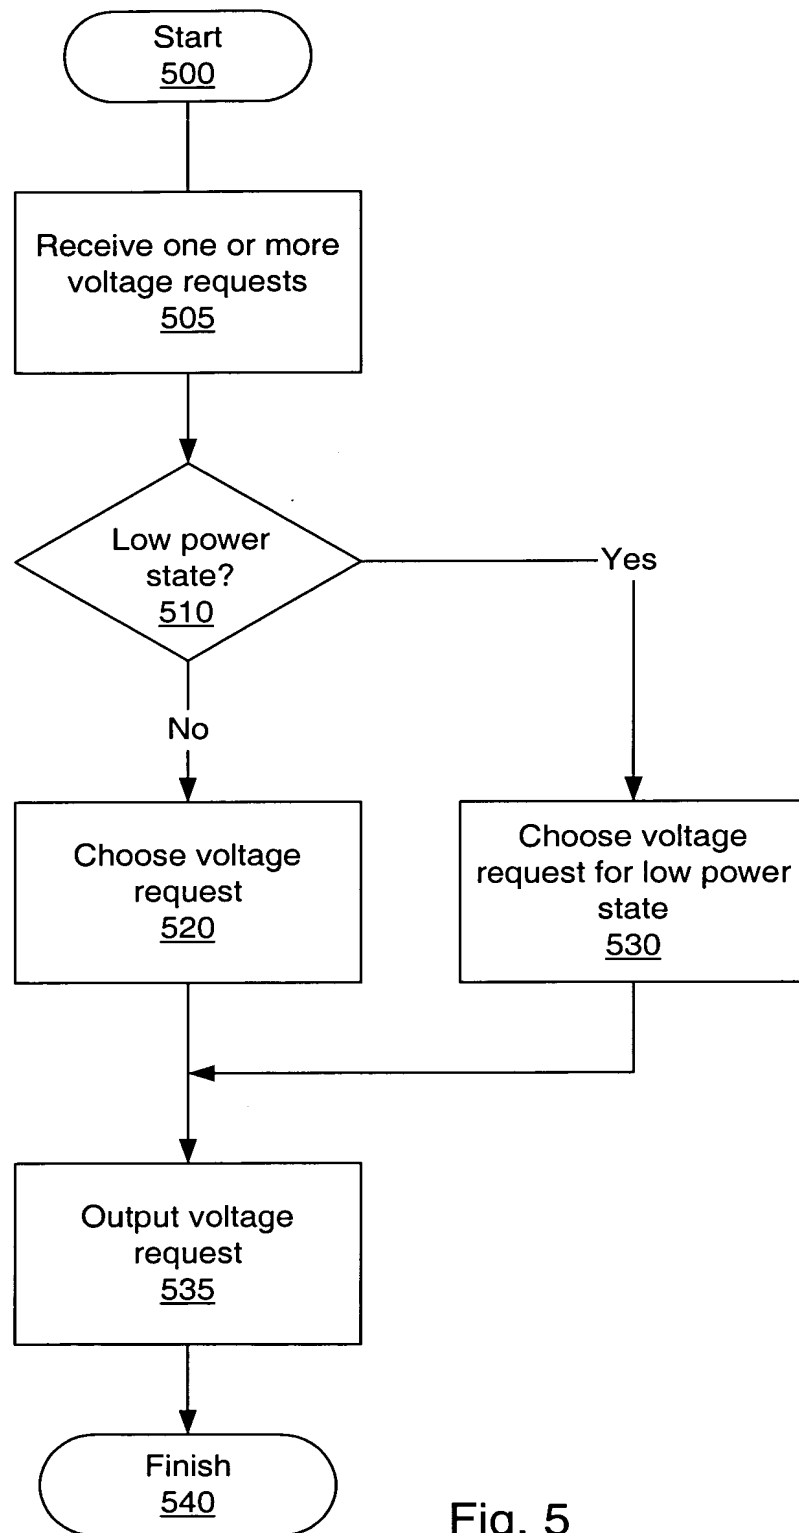 Start
500
Receive one or more
voltage requests
505
Low power
state?
510
Yes
No
Choose voltage
request
520
Choose voltage
request for low power
state
530
Output voltage
request
535
Finish
540
Fig. 5